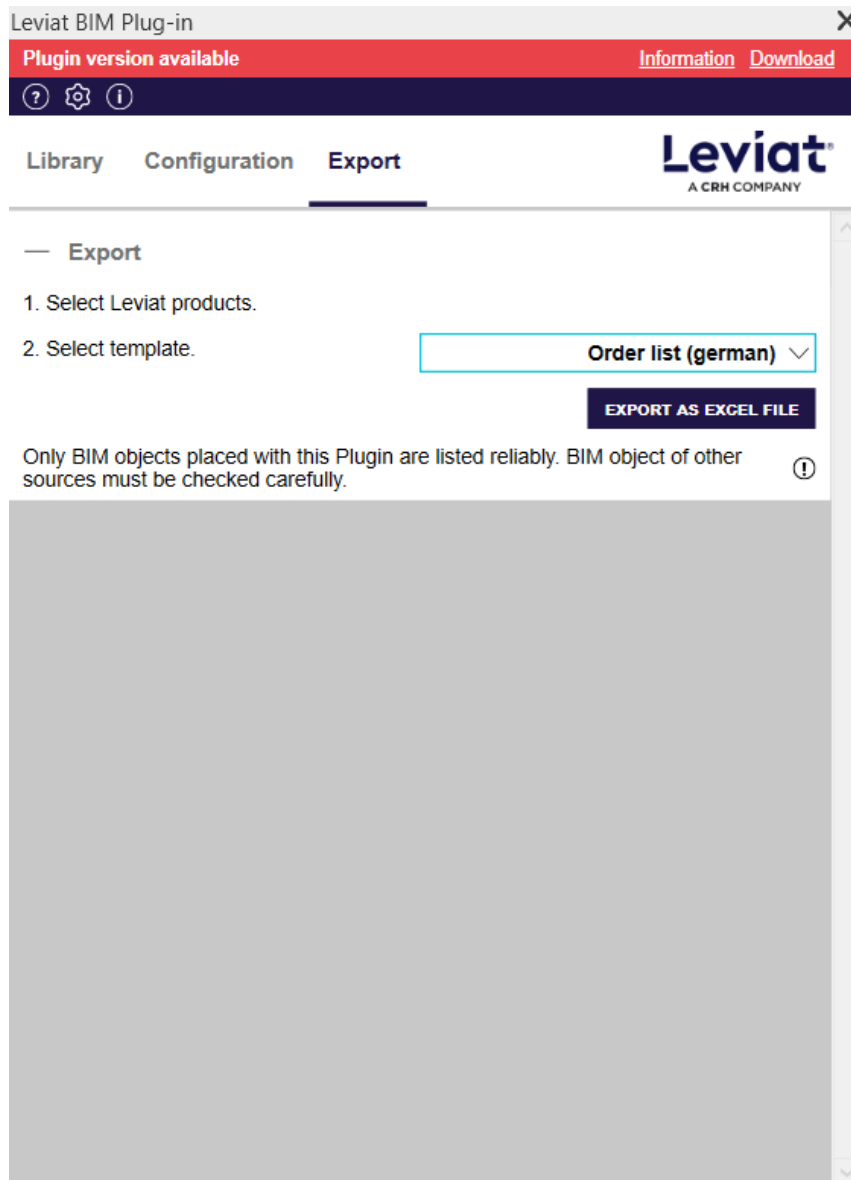 Leviat BIM Plug-in
Plugin version available Information Download
Library Configuration Export
Leviat®
A CRH COMPANY
— Export
1. Select Leviat products.
2. Select template.
Order list (german)
EXPORT AS EXCEL FILE
Only BIM objects placed with this Plugin are listed reliably. BIM object of other
sources must be checked carefully.